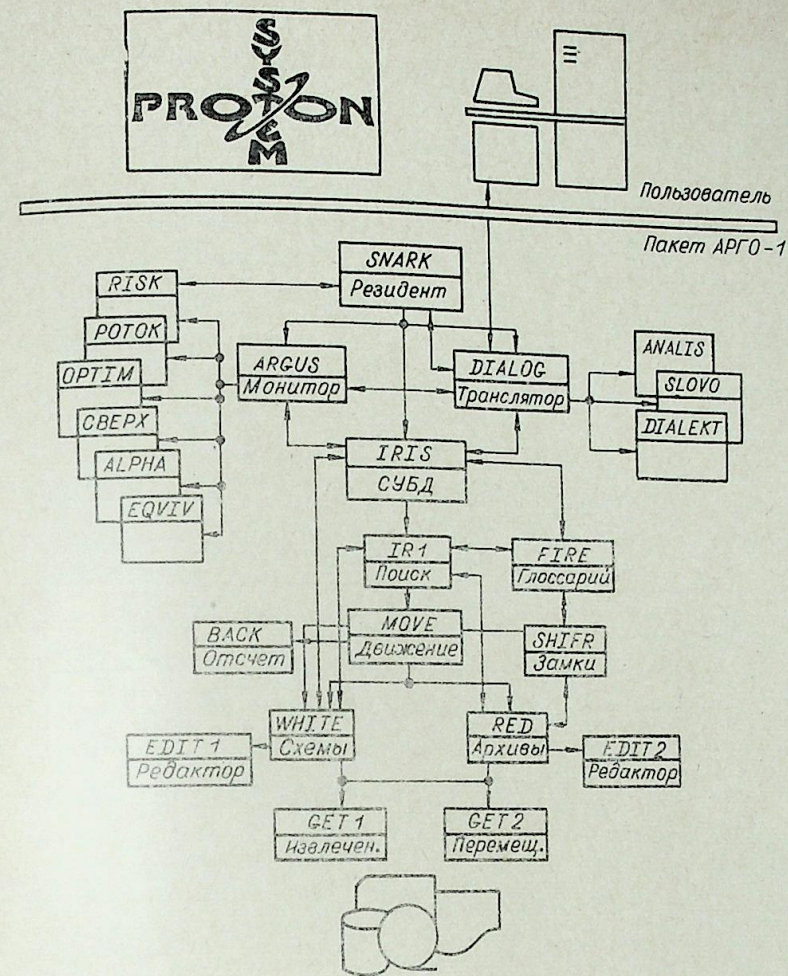 PROTON
SYSTEM
Пользователь
Пакет АРГО-1
SNARK
Резидент
RISK
POTOK
OPTIM
СВЕРХ
ALPHA
EQVIV
ARGUS
Монитор
DIALOG
Транслятор
ANALIS
SLOVO
DIALEKT
IRIS
СУБД
IR1
Поиск
FIRE
Глоссарий
MOVE
Движение
BACK
Отсчет
SHIFR
Замки
WHITE
Схемы
RED
Архивы
EDIT1
Редактор
EDIT2
Редактор
GET1
Извлечен.
GET2
Перемещ.